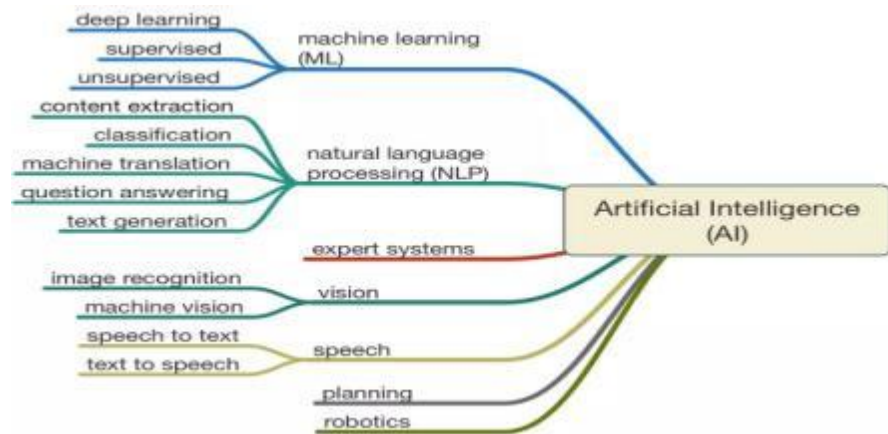 deep learning
supervised
unsupervised
machine learning
(ML)
content extraction
classification
machine translation
question answering
text generation
natural language
processing (NLP)
expert systems
image recognition
machine vision
vision
speech to text
text to speech
speech
planning
robotics
Artificial Intelligence
(AI)